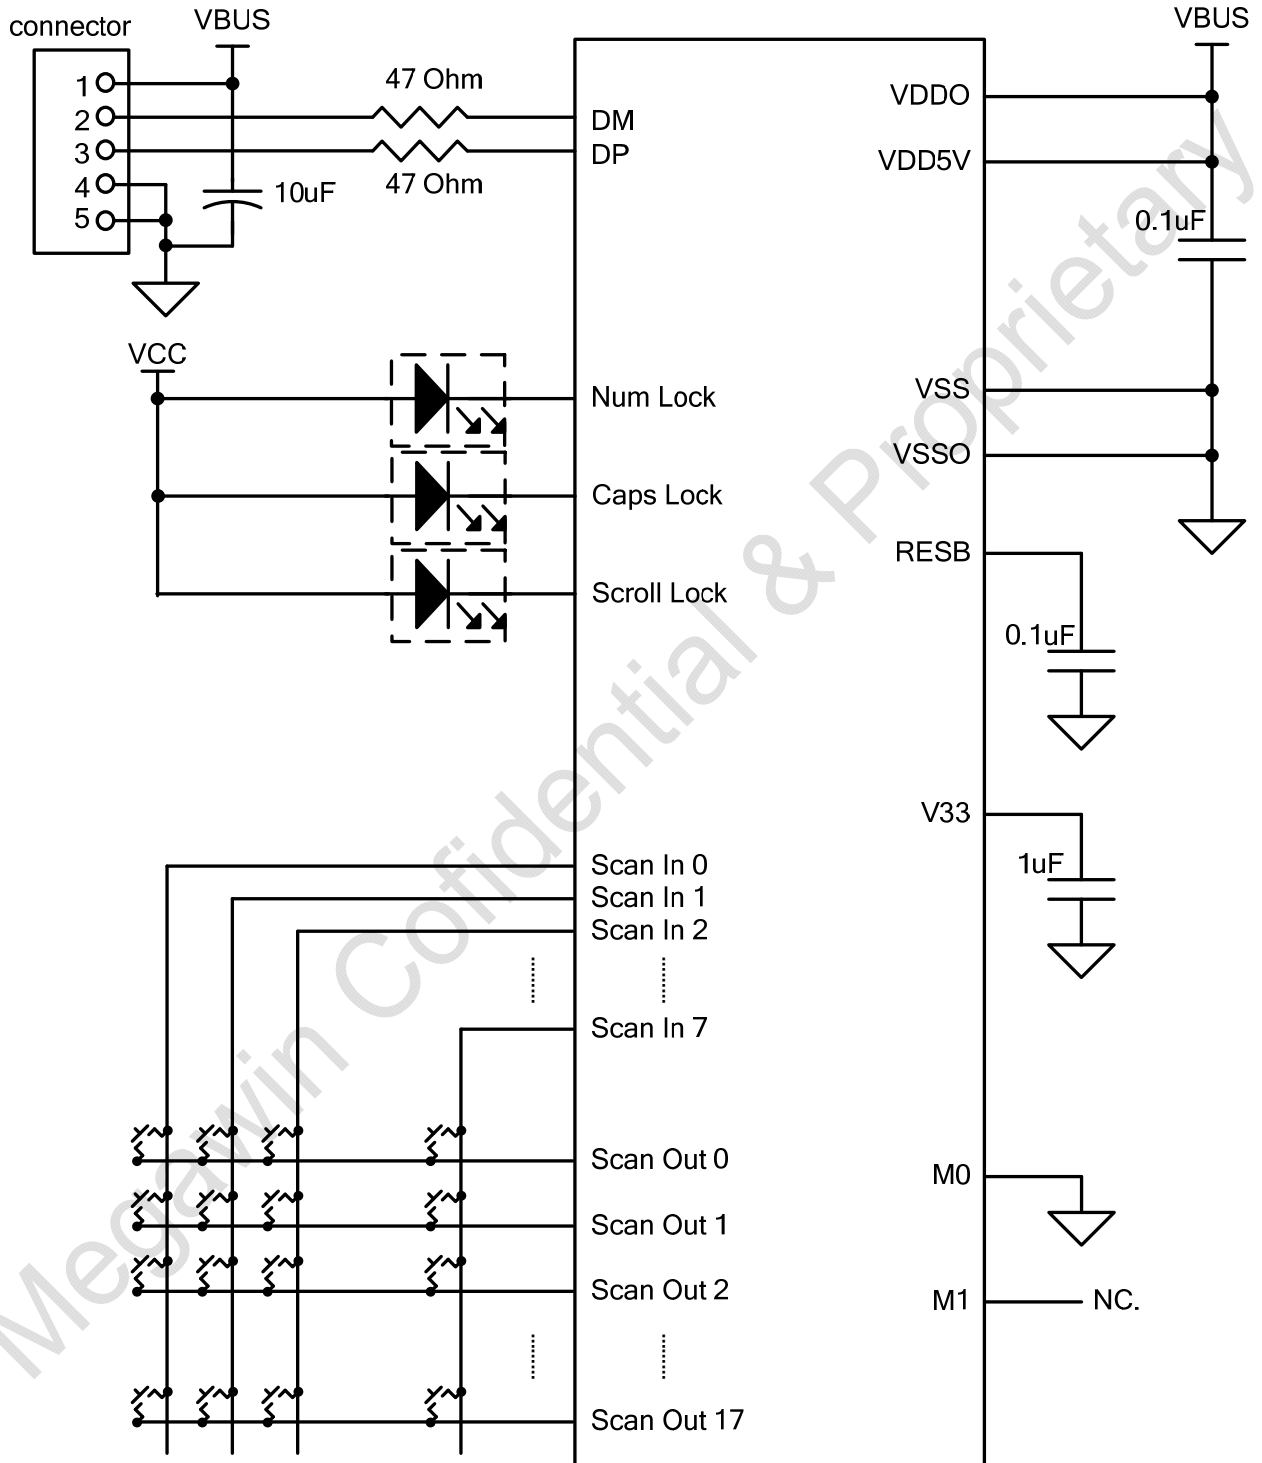 connector
VBUS
1
2
3
4
5
47 Ohm
47 Ohm
10uF
DM
DP
VCC
Num Lock
Caps Lock
Scroll Lock
Scan In 0
Scan In 1
Scan In 2
Scan In 7
Scan Out 0
Scan Out 1
Scan Out 2
Scan Out 17
VBUS
VDDO
VDD5V
0.1uF
VSS
VSSO
RESB
0.1uF
V33
1uF
M0
M1
NC.
Megawin Cofidential & Proprietary